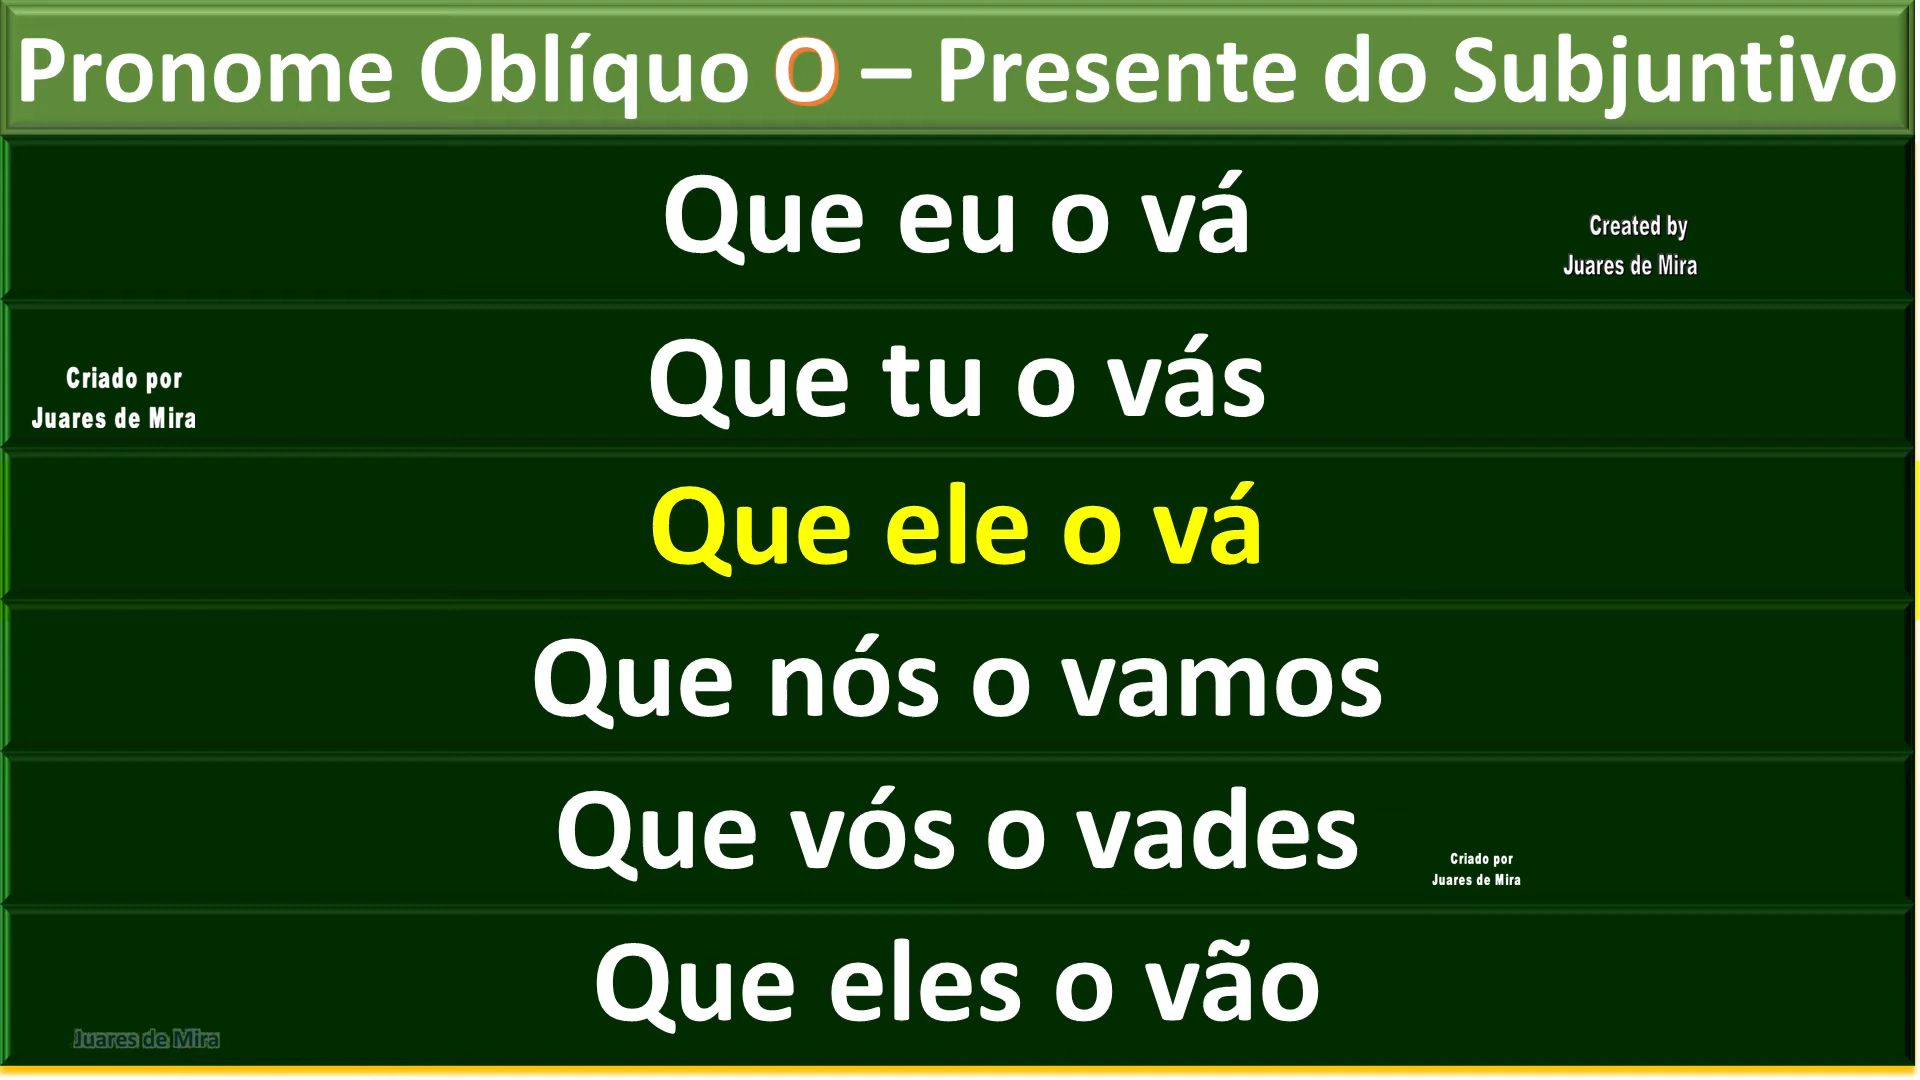 Pronome Oblíquo O – Presente do Subjuntivo
Que eu o vá
Created by
Juares de Mira
Que tu o vás
Criado por
Juares de Mira
Que ele o vá
Que nós o vamos
Que vós o vades
Criado por
Juares de Mira
Que eles o vão
Juares de Mira